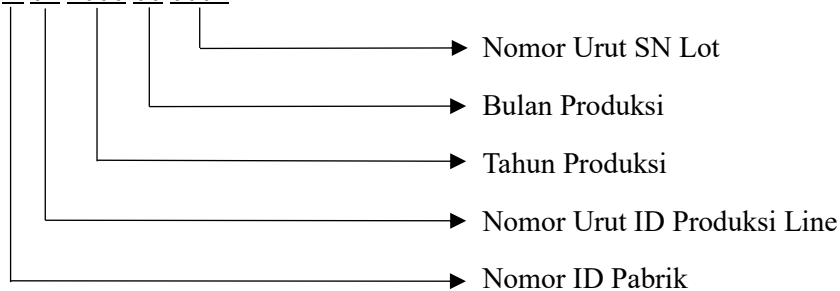 Nomor Urut SN Lot
Bulan Produksi
Tahun Produksi
Nomor Urut ID Produksi Line
Nomor ID Pabrik